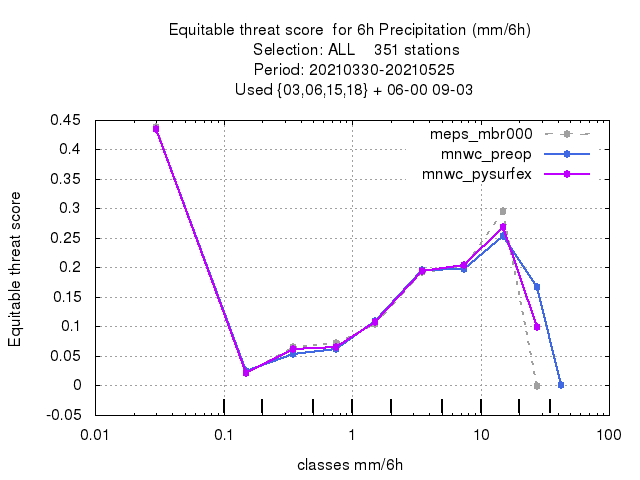 Equitable threat score  for 6h Precipitation (mm/6h)
Selection: ALL    351 stations
Period: 20210330-20210525
Used {03,06,15,18} + 06-00 09-03
Equitable threat score
0.45
0.4
0.35
0.3
0.25
0.2
0.15
0.1
0.05
0
-0.05
meps_mbr000
mnwc_preop
mnwc_pysurfex
0.01 0.1 1 10 100
classes mm/6h